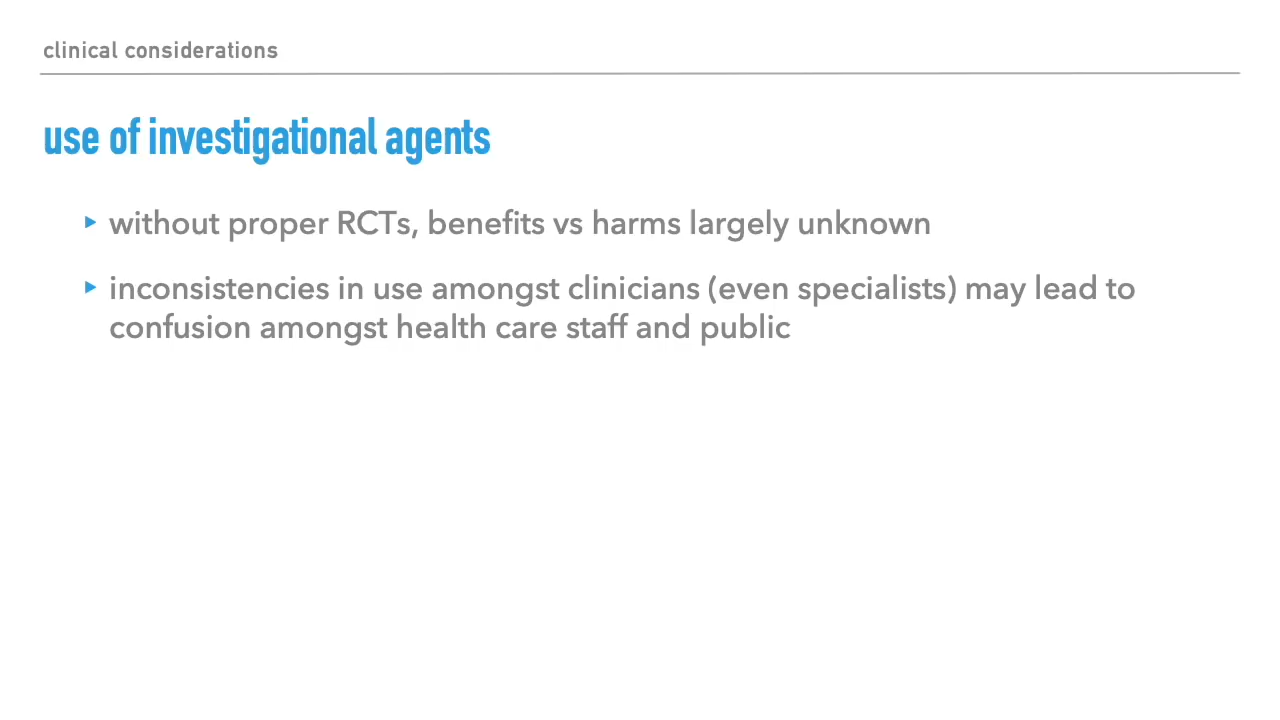 clinical considerations
use of investigational agents
▸ without proper RCTs, benefits vs harms largely unknown
▸ inconsistencies in use amongst clinicians (even specialists) may lead to
confusion amongst health care staff and public